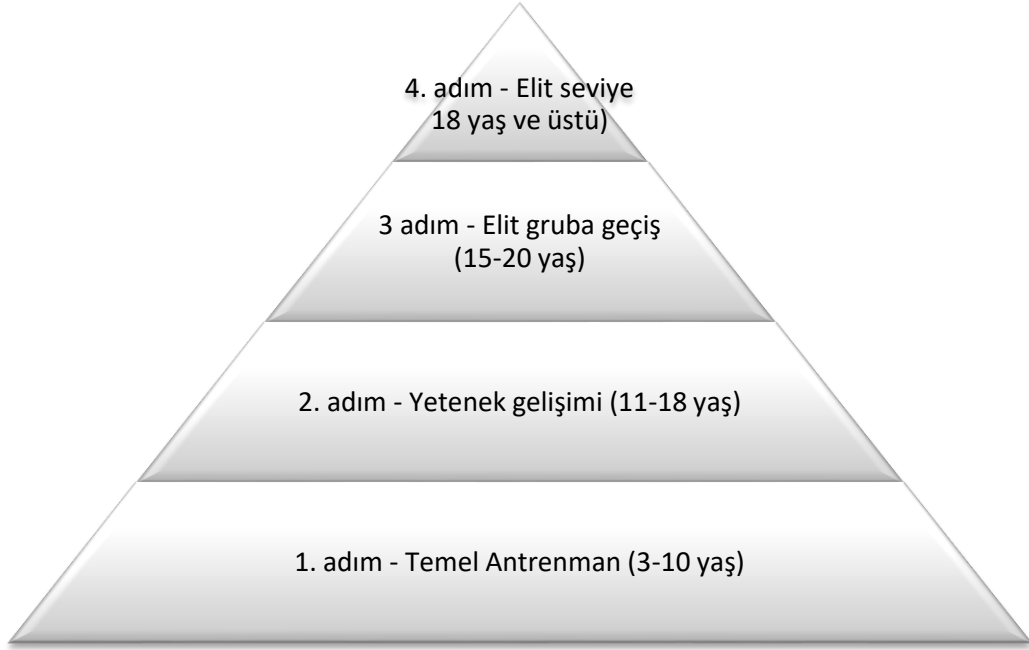 4. adım - Elit seviye
18 yaş ve üstü)
3 adım - Elit gruba geçiş
(15-20 yaş)
2. adım - Yetenek gelişimi (11-18 yaş)
1. adım - Temel Antrenman (3-10 yaş)